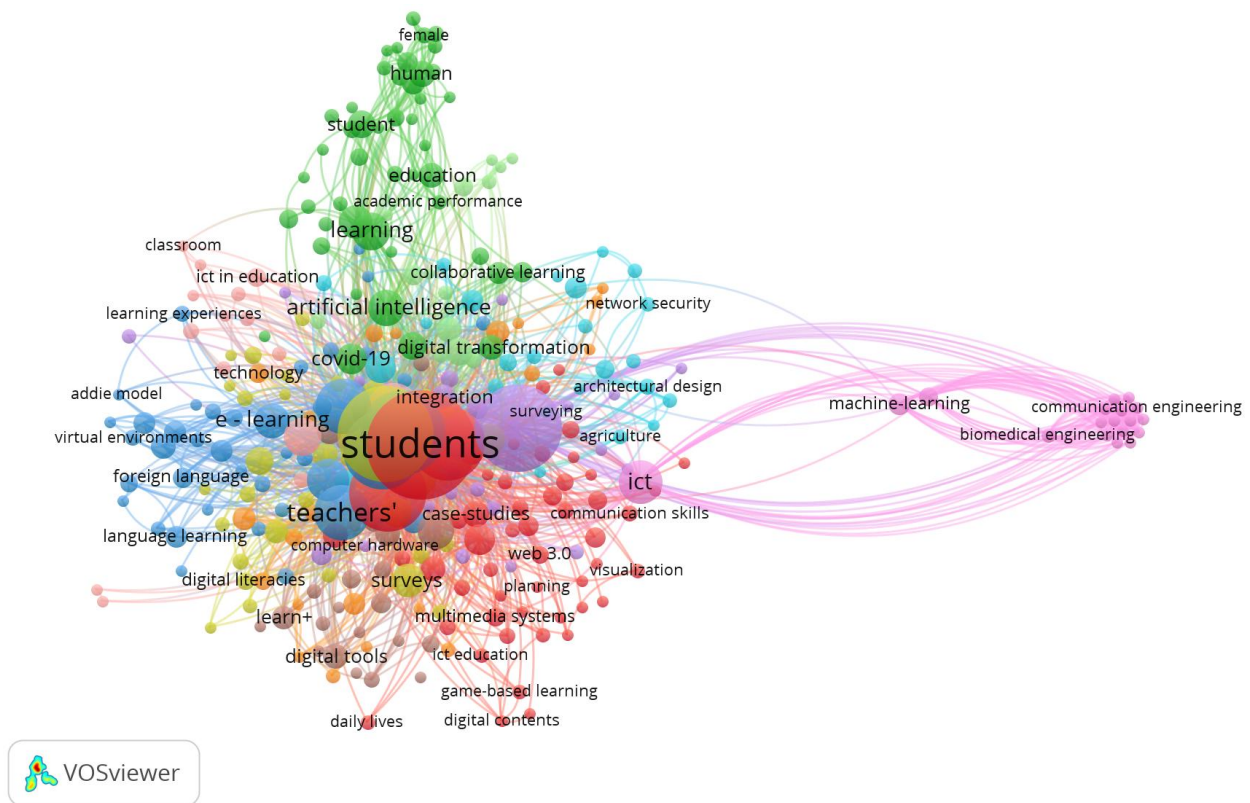 female
human
student
education
academic performance
learning
classroom
ict in education
collaborative learning
artificial intelligence
network security
learning experiences
covid-19
digital transformation
technology
addie model
integration
architectural design
surveying
e - learning
machine-learning
communication engineering
virtual environments
students
agriculture
biomedical engineering
foreign language
ict
teachers'
case-studies
communication skills
language learning
computer hardware
web 3.0
visualization
digital literacies
surveys
planning
learn+
multimedia systems
digital tools
ict education
game-based learning
daily lives
digital contents
VOSviewer